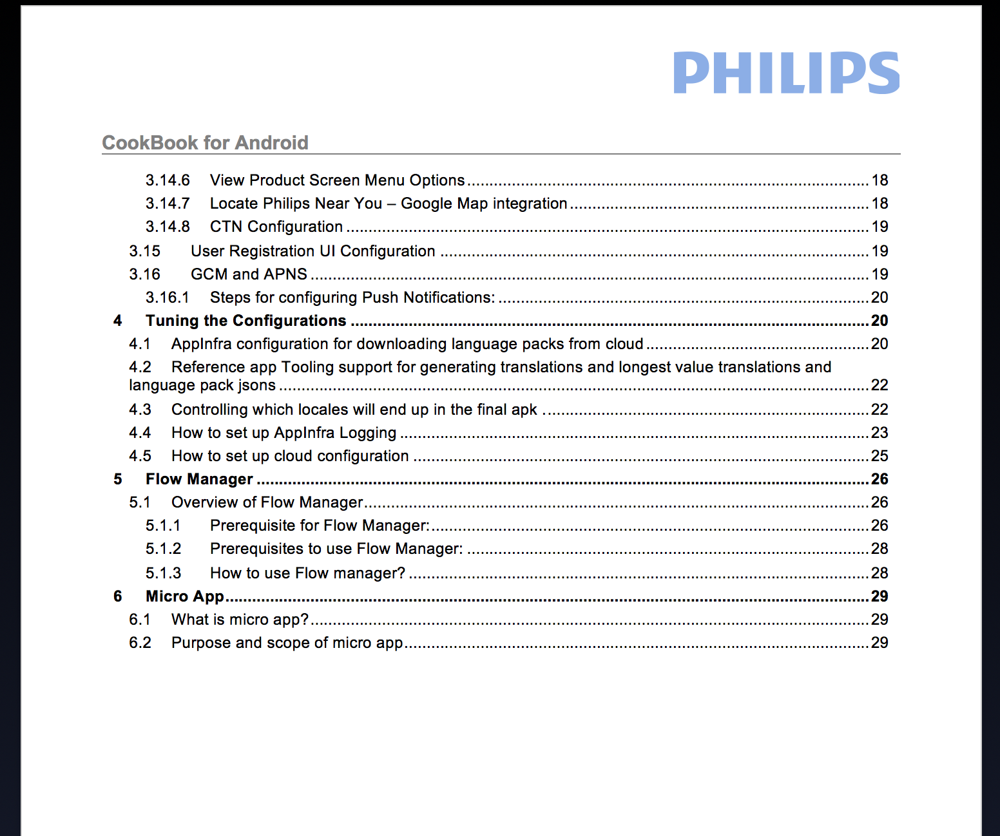 PHILIPS
CookBook for Android
3.14.6 View Product Screen Menu Options 18
3.14.7 Locate Philips Near You – Google Map integration 18
3.14.8 CTN Configuration 19
3.15 User Registration UI Configuration 19
3.16 GCM and APNS 19
3.16.1 Steps for configuring Push Notifications: 20
4 Tuning the Configurations 20
4.1 AppInfra configuration for downloading language packs from cloud 20
4.2 Reference app Tooling support for generating translations and longest value translations and
language pack jsons 22
4.3 Controlling which locales will end up in the final apk 22
4.4 How to set up AppInfra Logging 23
4.5 How to set up cloud configuration 25
5 Flow Manager 26
5.1 Overview of Flow Manager 26
5.1.1 Prerequisite for Flow Manager: 26
5.1.2 Prerequisites to use Flow Manager: 28
5.1.3 How to use Flow manager? 28
6 Micro App 29
6.1 What is micro app? 29
6.2 Purpose and scope of micro app 29